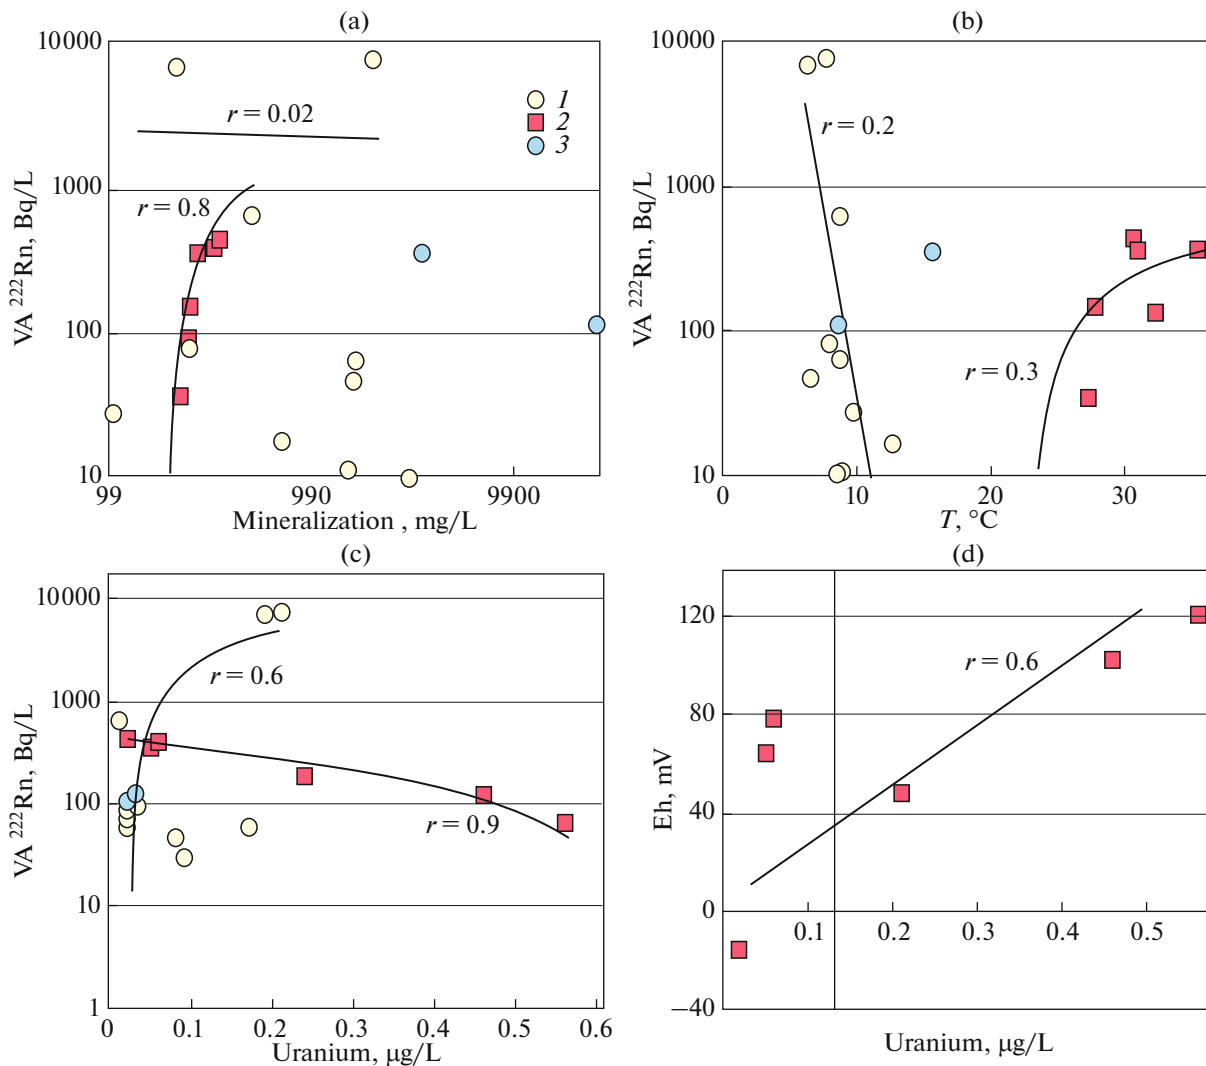 (a)
10000
1000
100
10
VA ²²²Rn, Bq/L
r = 0.02
r = 0.8
1
2
3
99
990
9900
Mineralization , mg/L
(b)
10000
1000
100
10
VA ²²²Rn, Bq/L
r = 0.2
r = 0.3
0
10
20
30
T, °C
(c)
10000
1000
100
10
1
VA ²²²Rn, Bq/L
r = 0.6
r = 0.9
0
0.1
0.2
0.3
0.4
0.5
0.6
Uranium, μg/L
(d)
120
80
40
0
−40
Eh, mV
r = 0.6
0.1
0.2
0.3
0.4
0.5
Uranium, μg/L